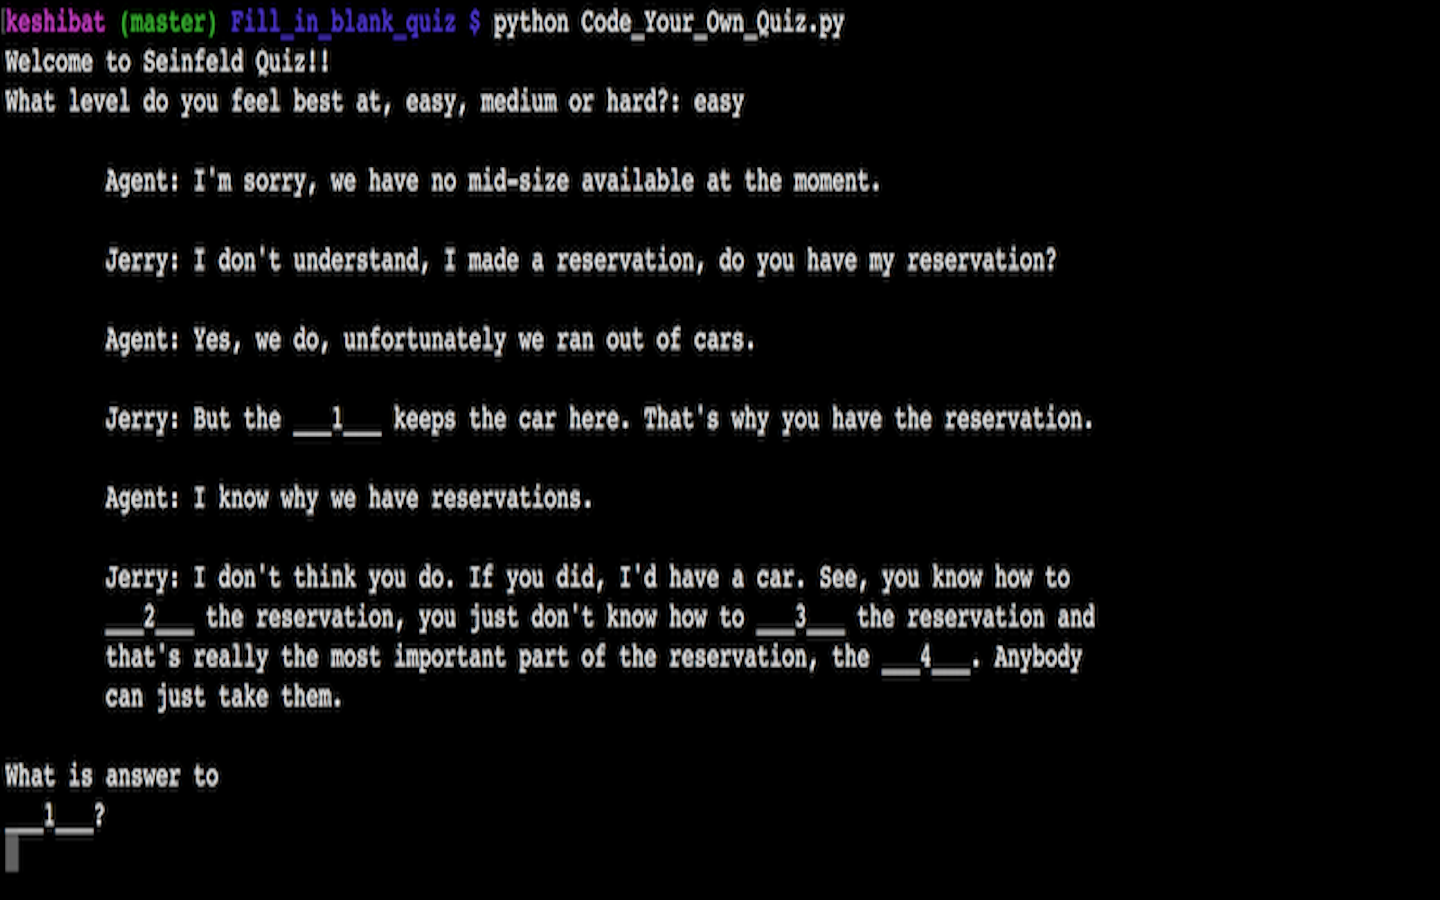 keshibat (master) Fill_in_blank_quiz $ python Code_Your_Own_Quiz.py
Welcome to Seinfeld Quiz!!
What level do you feel best at, easy, medium or hard?: easy
Agent: I'm sorry, we have no mid-size available at the moment.
Jerry: I don't understand, I made a reservation, do you have my reservation?
Agent: Yes, we do, unfortunately we ran out of cars.
Jerry: But the ___1___ keeps the car here. That's why you have the reservation.
Agent: I know why we have reservations.
Jerry: I don't think you do. If you did, I'd have a car. See, you know how to
___2___ the reservation, you just don't know how to ___3___ the reservation and
that's really the most important part of the reservation, the ___4___. Anybody
can just take them.
What is answer to
___1___?